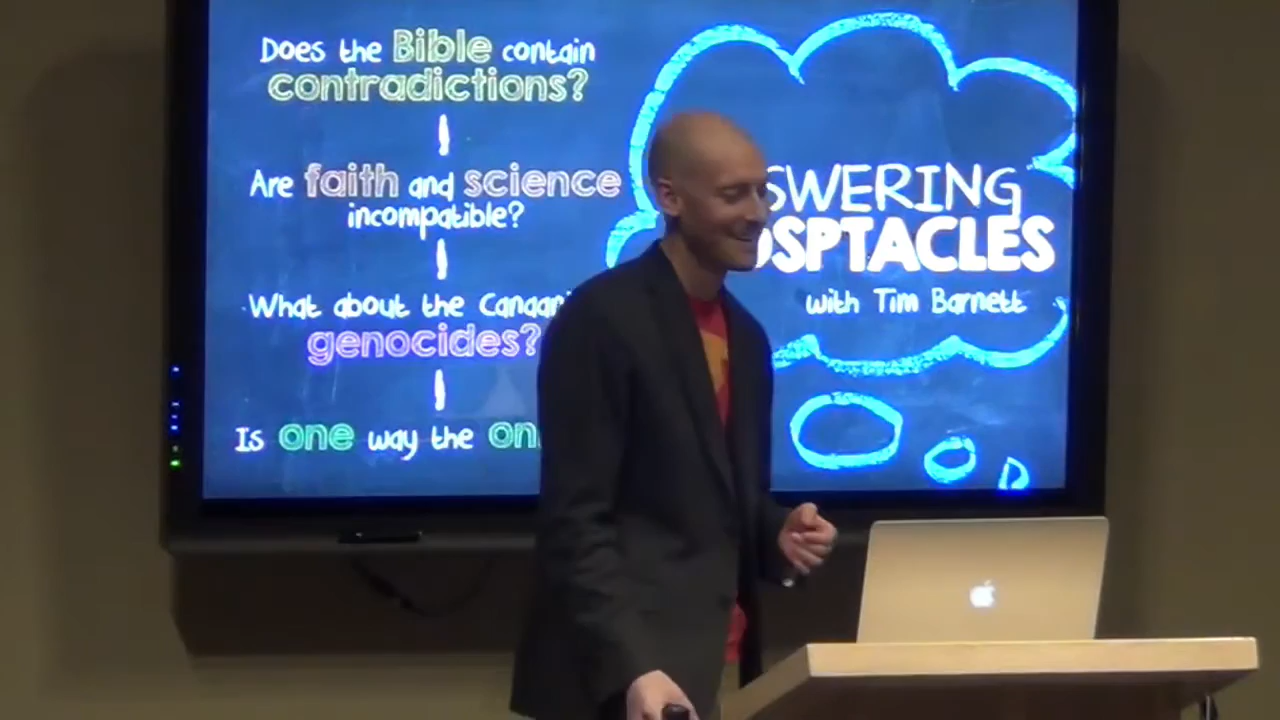 Does the Bible contain
contradictions?
Are faith and science
incompatible?
What about the
genocides?
Is one way the
SWERING
OSPTACLES
with Tim Barnett